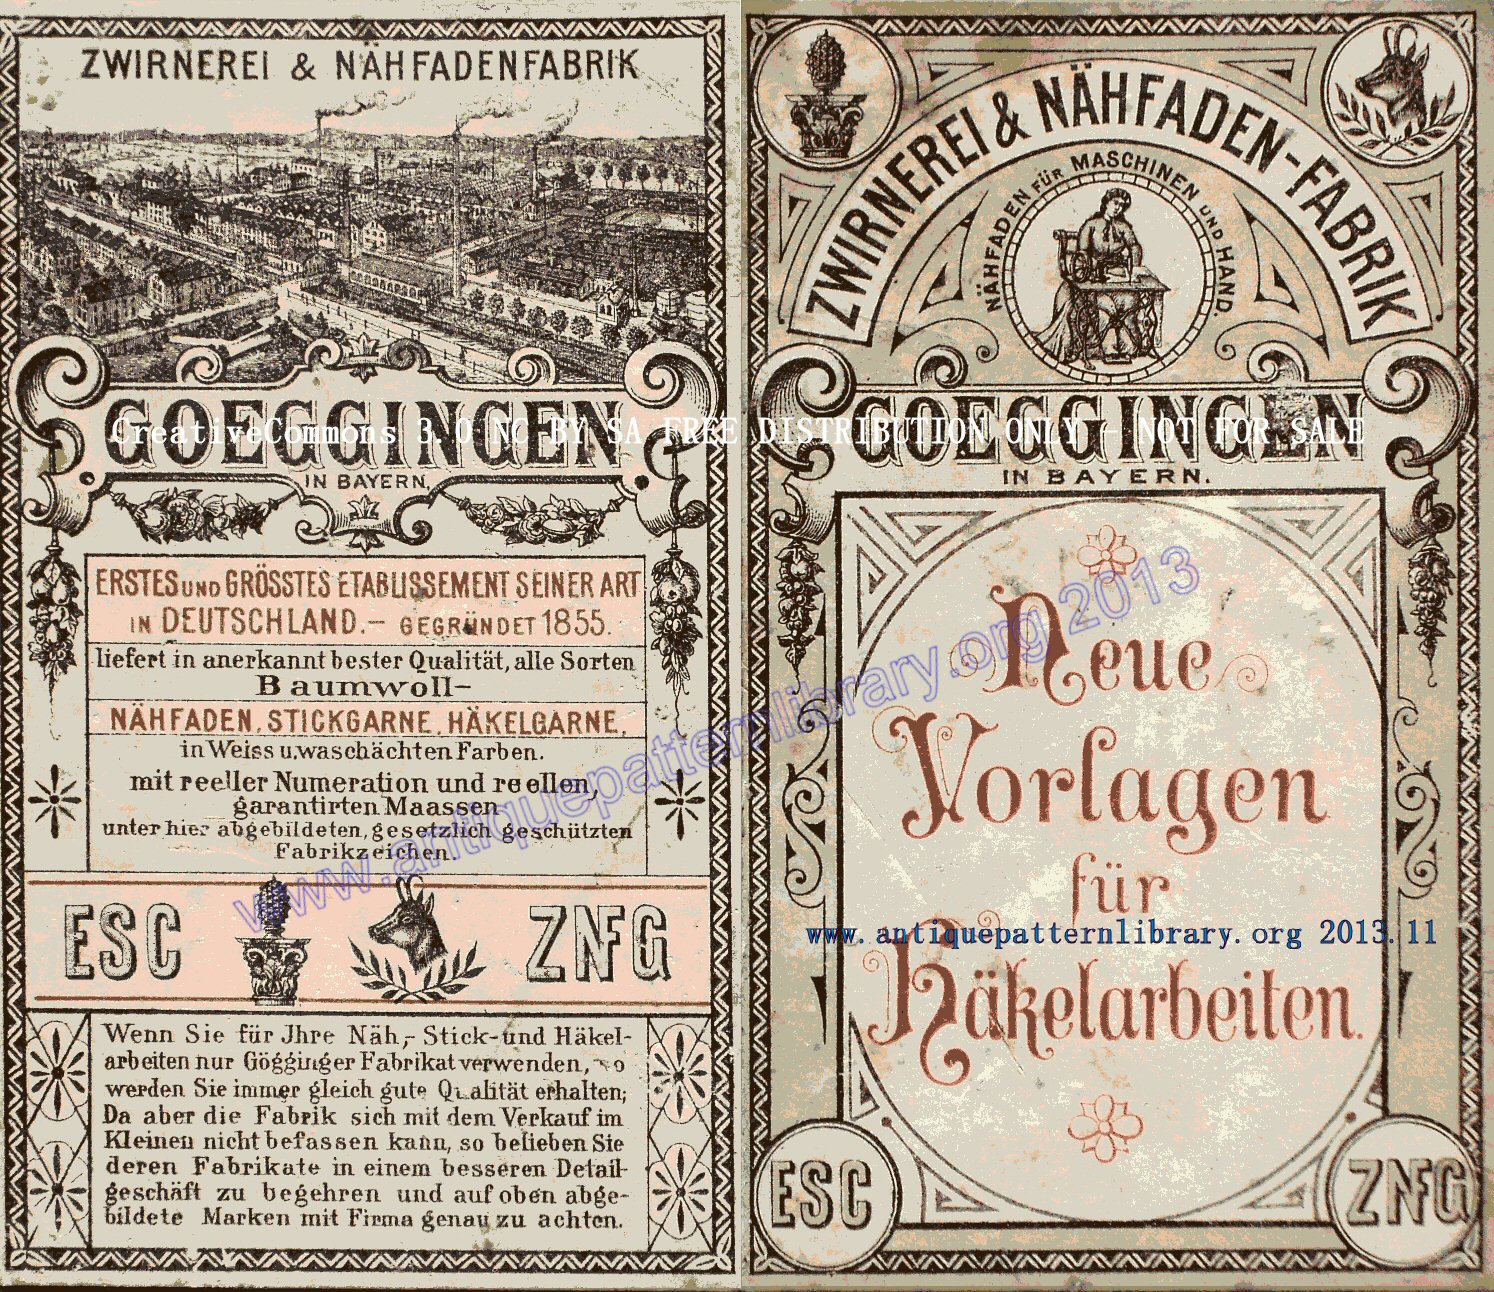 ZWIRNEREI & NÄHFADENFABRIK
GOEGGINGEN
IN BAYERN.
ERSTES UND GRÖSSTES ETABLISSEMENT SEINER ART
IN DEUTSCHLAND.- GEGRÜNDET 1855.
liefert in anerkannt bester Qualität, alle Sorten
Baumwoll-
NÄHFADEN, STICKGARNE, HÄKELGARNE,
in Weiss u. waschächten Farben.
mit reeller Numeration und reellen,
garantirten Maassen
unter hier abgebildeten, gesetzlich geschützten
Fabrikzeichen.
ESC ZNFG
Wenn Sie für Jhre Näh,- Stick- und Häkel-
arbeiten nur Gögginger Fabrikat verwenden, so
werden Sie immer gleich gute Qualität erhalten;
Da aber die Fabrik sich mit dem Verkauf im
Kleinen nicht befassen kann, so belieben Sie
deren Fabrikate in einem besseren Detail-
geschäft zu begehren und auf oben abge-
bildete Marken mit Firma genau zu achten.
ZWIRNEREI & NÄHFADEN-FABRIK
NÄHFADEN FÜR MASCHINEN UND HAND.
GOEGGINGEN
IN BAYERN.
Neue
Vorlagen
für
Häkelarbeiten.
ESC ZNFG
CreativeCommons 3.0 NC BY SA FREE DISTRIBUTION ONLY - NOT FOR SALE
www.antiquepatternlibrary.org 2013
www.antiquepatternlibrary.org 2013.11